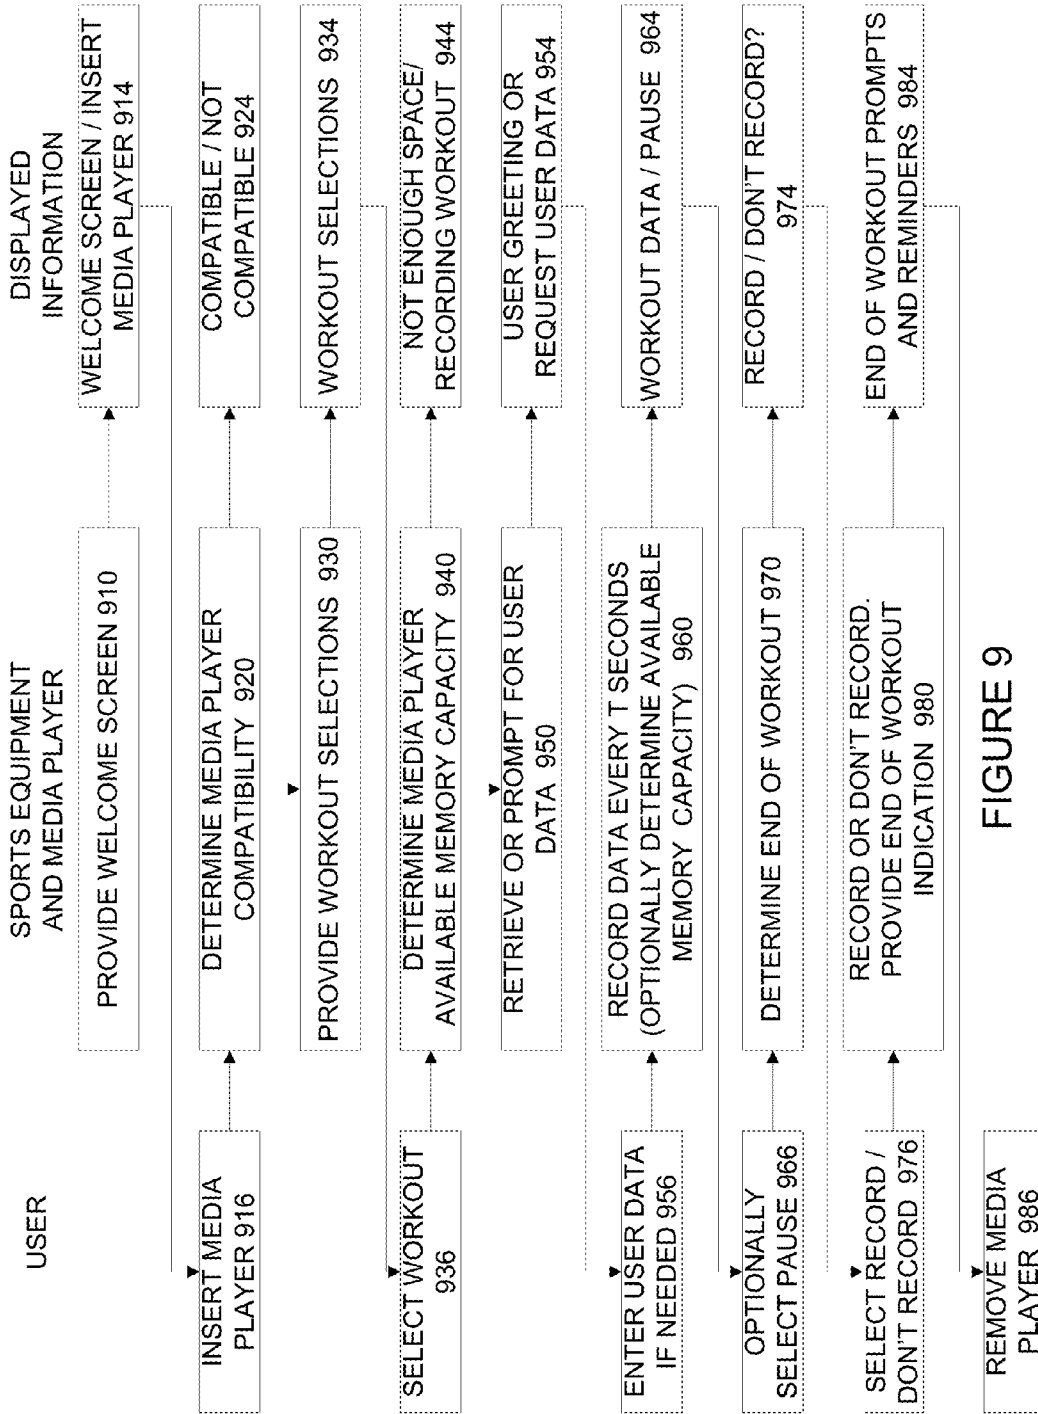 USER
SPORTS EQUIPMENT
AND MEDIA PLAYER
DISPLAYED
INFORMATION
PROVIDE WELCOME SCREEN 910
WELCOME SCREEN / INSERT
MEDIA PLAYER 914
INSERT MEDIA
PLAYER 916
DETERMINE MEDIA PLAYER
COMPATIBILITY 920
COMPATIBLE / NOT
COMPATIBLE 924
PROVIDE WORKOUT SELECTIONS 930
WORKOUT SELECTIONS 934
SELECT WORKOUT
936
DETERMINE MEDIA PLAYER
AVAILABLE MEMORY CAPACITY 940
NOT ENOUGH SPACE/
RECORDING WORKOUT 944
RETRIEVE OR PROMPT FOR USER
DATA 950
USER GREETING OR
REQUEST USER DATA 954
ENTER USER DATA
IF NEEDED 956
RECORD DATA EVERY T SECONDS
(OPTIONALLY DETERMINE AVAILABLE
MEMORY CAPACITY) 960
WORKOUT DATA / PAUSE 964
OPTIONALLY
SELECT PAUSE 966
DETERMINE END OF WORKOUT 970
RECORD / DON'T RECORD?
974
SELECT RECORD /
DON'T RECORD 976
RECORD OR DON'T RECORD.
PROVIDE END OF WORKOUT
INDICATION 980
END OF WORKOUT PROMPTS
AND REMINDERS 984
REMOVE MEDIA
PLAYER 986
FIGURE 9